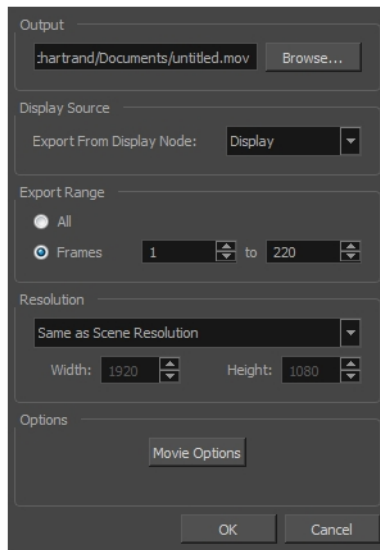 Output
:hartrand/Documents/untitled.mov Browse...
Display Source
Export From Display Node: Display
Export Range
All
Frames 1 to 220
Resolution
Same as Scene Resolution
Width: 1920 Height: 1080
Options
Movie Options
OK Cancel